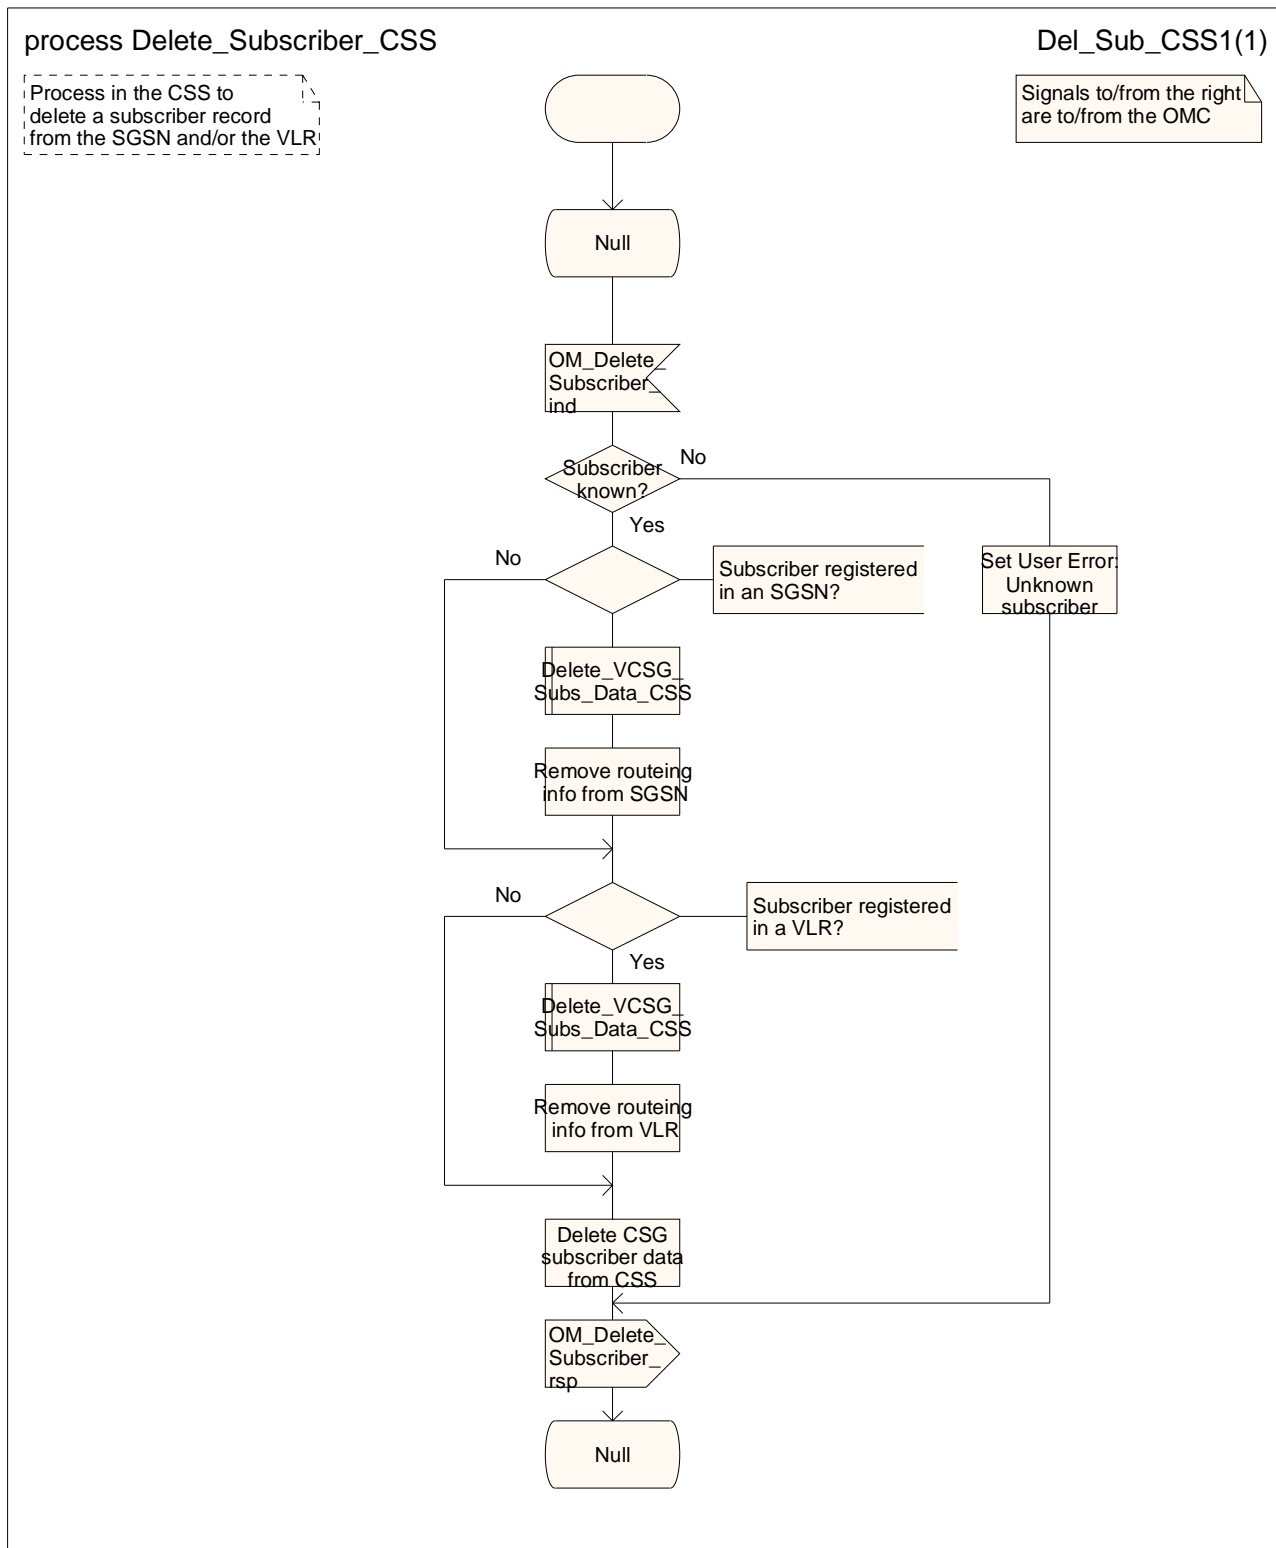 process Delete_Subscriber_CSS
Del_Sub_CSS1(1)
Process in the CSS to
delete a subscriber record
from the SGSN and/or the VLR
Signals to/from the right
are to/from the OMC
Null
OM_Delete_
Subscriber_
ind
Subscriber
known?
No
Yes
No
Subscriber registered
in an SGSN?
Set User Error:
Unknown
subscriber
Delete_VCSG_
Subs_Data_CSS
Remove routeing
info from SGSN
No
Subscriber registered
in a VLR?
Yes
Delete_VCSG_
Subs_Data_CSS
Remove routeing
info from VLR
Delete CSG
subscriber data
from CSS
OM_Delete_
Subscriber_
rsp
Null